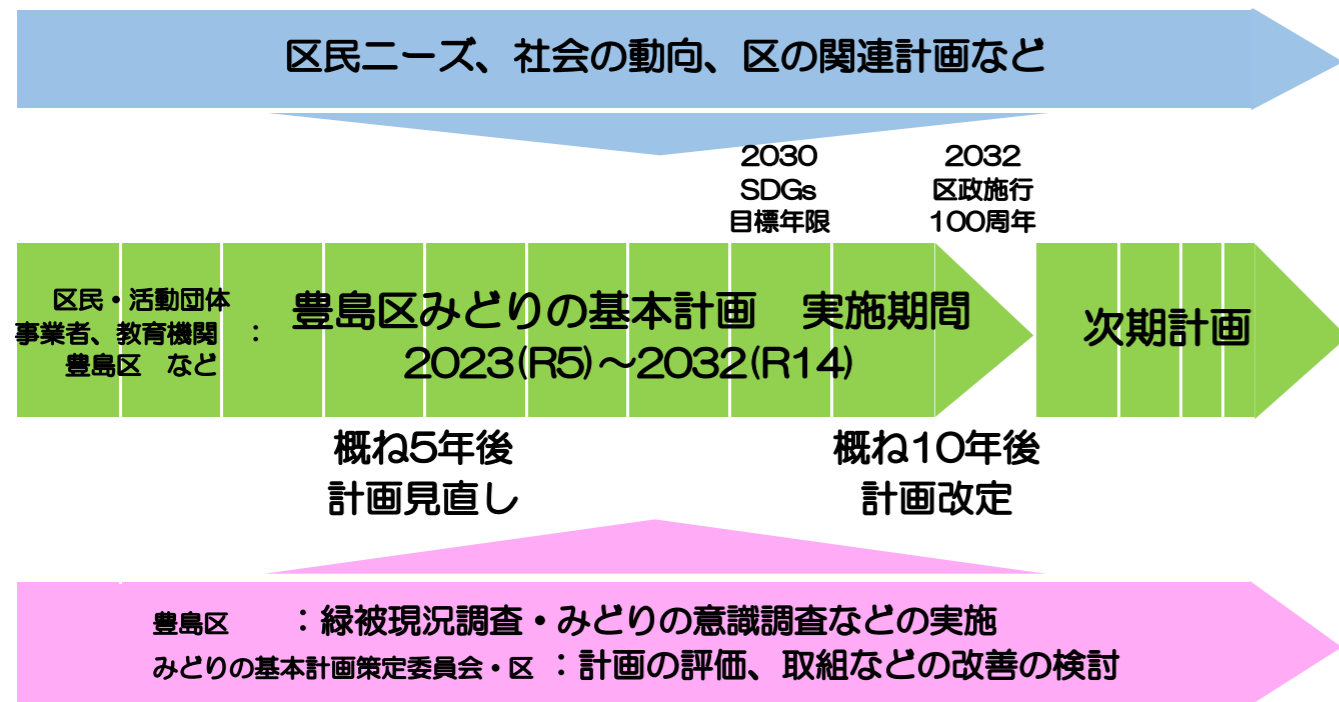 区民ニーズ、社会の動向、区の関連計画など
2030
SDGs
目標年限
2032
区政施行
100周年
区民・活動団体
事業者、教育機関 :
豊島区 など
豊島区みどりの基本計画 実施期間
2023(R5)~2032(R14)
次期計画
概ね5年後
計画見直し
概ね10年後
計画改定
豊島区 :緑被現況調査・みどりの意識調査などの実施
みどりの基本計画策定委員会・区 :計画の評価、取組などの改善の検討